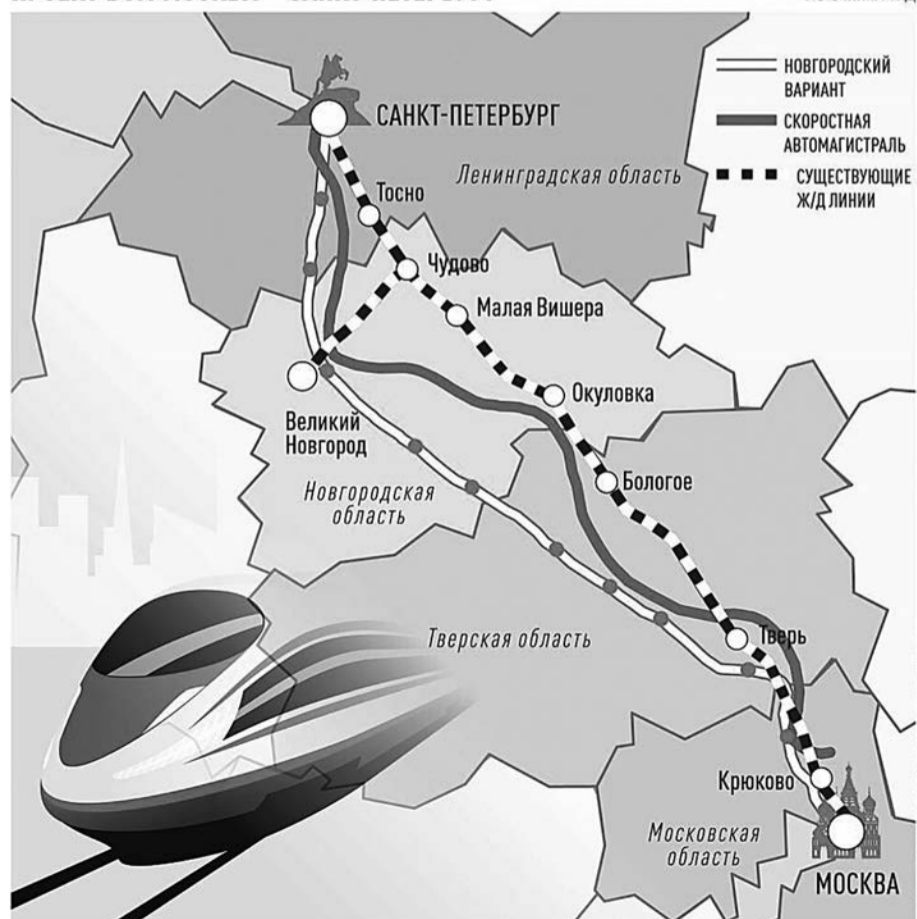 НОВГОРОДСКИЙ
ВАРИАНТ
СКОРОСТНАЯ
АВТОМАГИСТРАЛЬ
СУЩЕСТВУЮЩИЕ
Ж/Д ЛИНИИ
САНКТ-ПЕТЕРБУРГ
Ленинградская область
Тосно
Чудово
Малая Вишера
Окуловка
Великий
Новгород
Бологое
Новгородская
область
Тверская область
Тверь
Крюково
Московская
область
МОСКВА